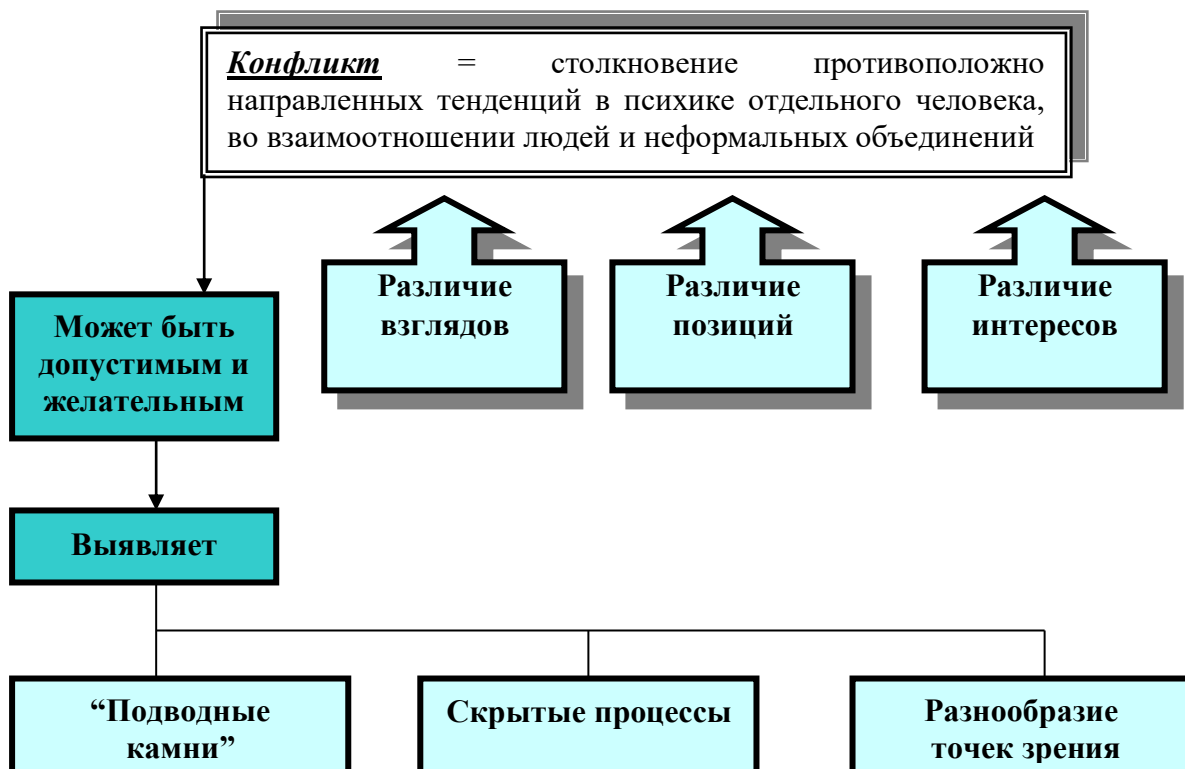 Конфликт = столкновение противоположно
направленных тенденций в психике отдельного человека,
во взаимоотношении людей и неформальных объединений
Различие
взглядов
Различие
позиций
Различие
интересов
Может быть
допустимым и
желательным
Выявляет
“Подводные
камни”
Скрытые процессы
Разнообразие
точек зрения